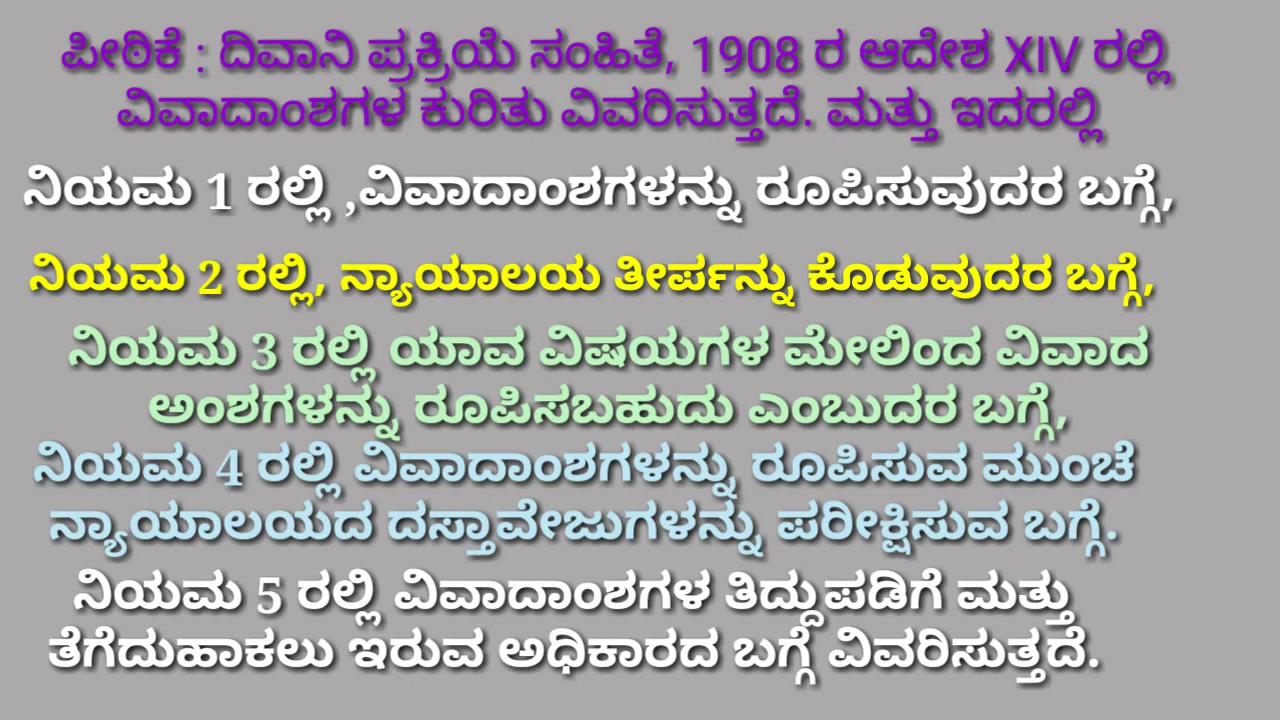 ಪೀಠಿಕೆ : ದಿವಾನಿ ಪ್ರಕ್ರಿಯೆ ಸಂಹಿತೆ, 1908 ರ ಆದೇಶ XIV ರಲ್ಲಿ
ವಿವಾದಾಂಶಗಳ ಕುರಿತು ವಿವರಿಸುತ್ತದೆ. ಮತ್ತು ಇದರಲ್ಲಿ
ನಿಯಮ 1 ರಲ್ಲಿ ,ವಿವಾದಾಂಶಗಳನ್ನು ರೂಪಿಸುವುದರ ಬಗ್ಗೆ,
ನಿಯಮ 2 ರಲ್ಲಿ, ನ್ಯಾಯಾಲಯ ತೀರ್ಪನ್ನು ಕೊಡುವುದರ ಬಗ್ಗೆ,
ನಿಯಮ 3 ರಲ್ಲಿ ಯಾವ ವಿಷಯಗಳ ಮೇಲಿಂದ ವಿವಾದ
ಅಂಶಗಳನ್ನು ರೂಪಿಸಬಹುದು ಎಂಬುದರ ಬಗ್ಗೆ,
ನಿಯಮ 4 ರಲ್ಲಿ ವಿವಾದಾಂಶಗಳನ್ನು ರೂಪಿಸುವ ಮುಂಚೆ
ನ್ಯಾಯಾಲಯದ ದಸ್ತಾವೇಜುಗಳನ್ನು ಪರೀಕ್ಷಿಸುವ ಬಗ್ಗೆ.
ನಿಯಮ 5 ರಲ್ಲಿ ವಿವಾದಾಂಶಗಳ ತಿದ್ದುಪಡಿಗೆ ಮತ್ತು
ತೆಗೆದುಹಾಕಲು ಇರುವ ಅಧಿಕಾರದ ಬಗ್ಗೆ ವಿವರಿಸುತ್ತದೆ.